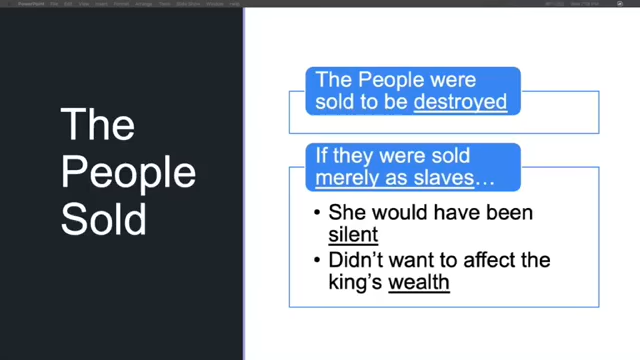 The
People
Sold
The People were
sold to be destroyed
If they were sold
merely as slaves…
• She would have been
silent
• Didn't want to affect the
king's wealth